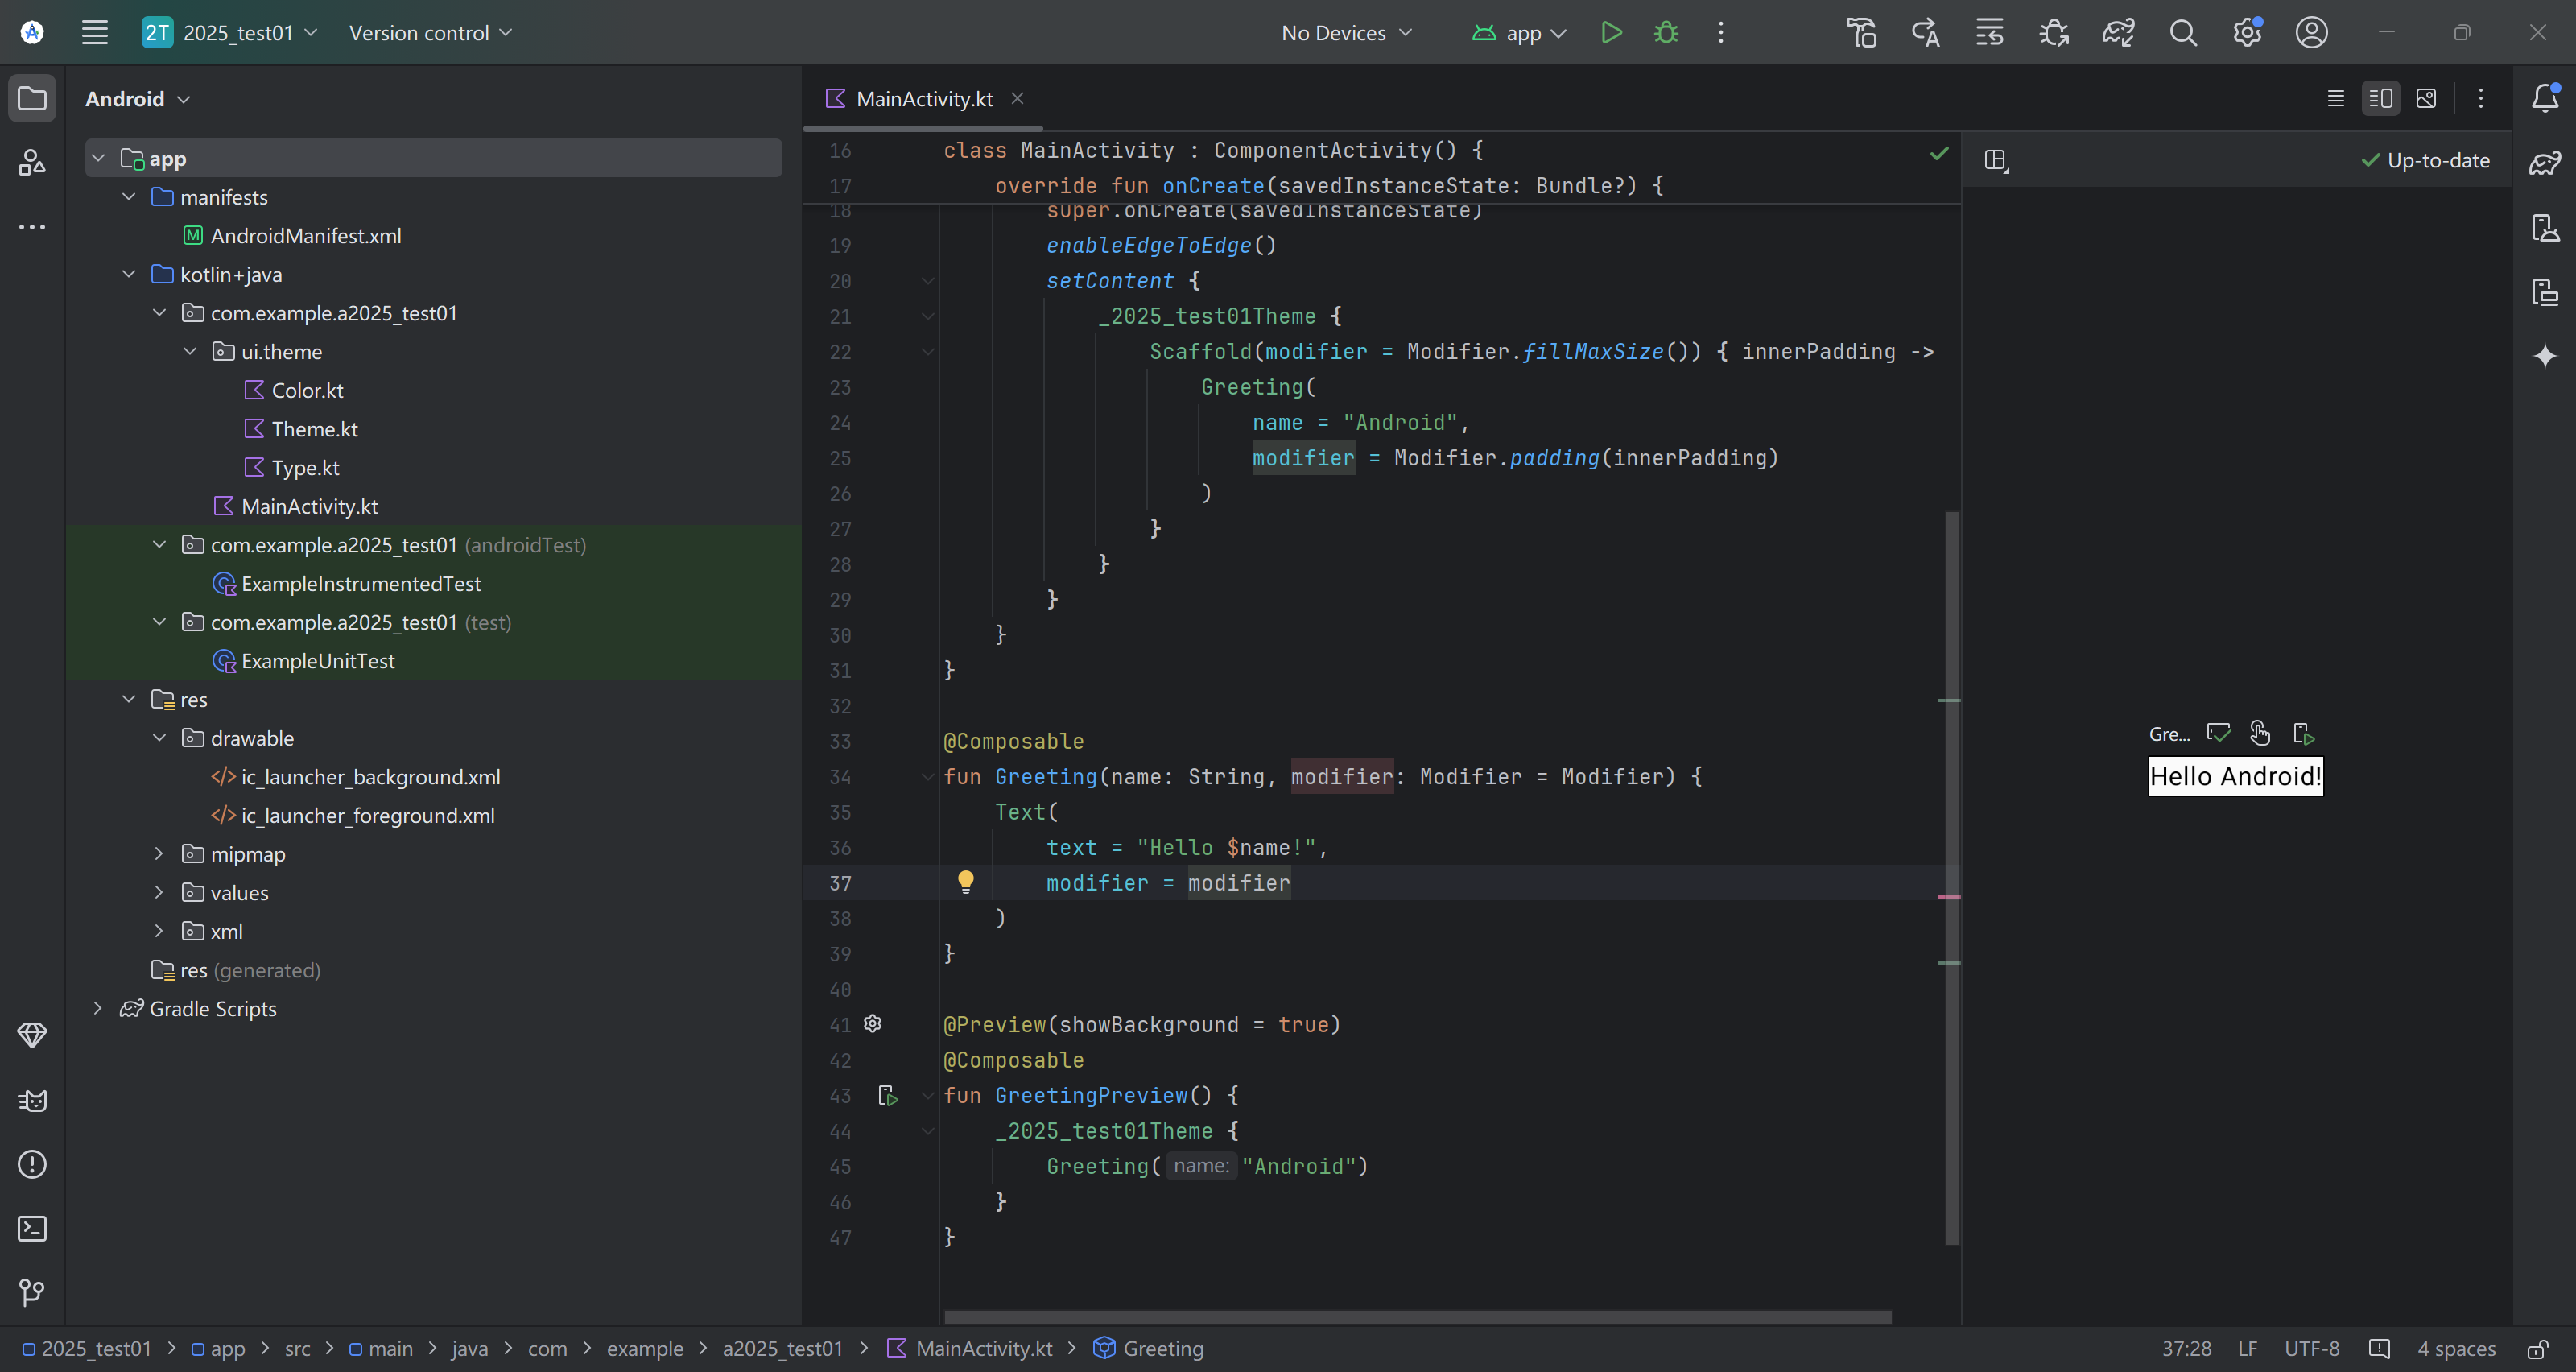 2T 2025_test01 Version control No Devices app
Android
app
manifests
AndroidManifest.xml
kotlin+java
com.example.a2025_test01
ui.theme
Color.kt
Theme.kt
Type.kt
MainActivity.kt
com.example.a2025_test01 (androidTest)
ExampleInstrumentedTest
com.example.a2025_test01 (test)
ExampleUnitTest
res
drawable
ic_launcher_background.xml
ic_launcher_foreground.xml
mipmap
values
xml
res (generated)
Gradle Scripts
MainActivity.kt
16 class MainActivity : ComponentActivity() {
17 override fun onCreate(savedInstanceState: Bundle?) {
18 super.onCreate(savedInstanceState)
19 enableEdgeToEdge()
20 setContent {
21 _2025_test01Theme {
22 Scaffold(modifier = Modifier.fillMaxSize()) { innerPadding ->
23 Greeting(
24 name = "Android",
25 modifier = Modifier.padding(innerPadding)
26 )
27 }
28 }
29 }
30 }
31 }
32
33 @Composable
34 fun Greeting(name: String, modifier: Modifier = Modifier) {
35 Text(
36 text = "Hello $name!",
37 modifier = modifier
38 )
39 }
40
41 @Preview(showBackground = true)
42 @Composable
43 fun GreetingPreview() {
44 _2025_test01Theme {
45 Greeting( name: "Android")
46 }
47 }
Up-to-date
Gre...
Hello Android!
2025_test01 > app > src > main > java > com > example > a2025_test01 > MainActivity.kt > Greeting
37:28 LF UTF-8 4 spaces